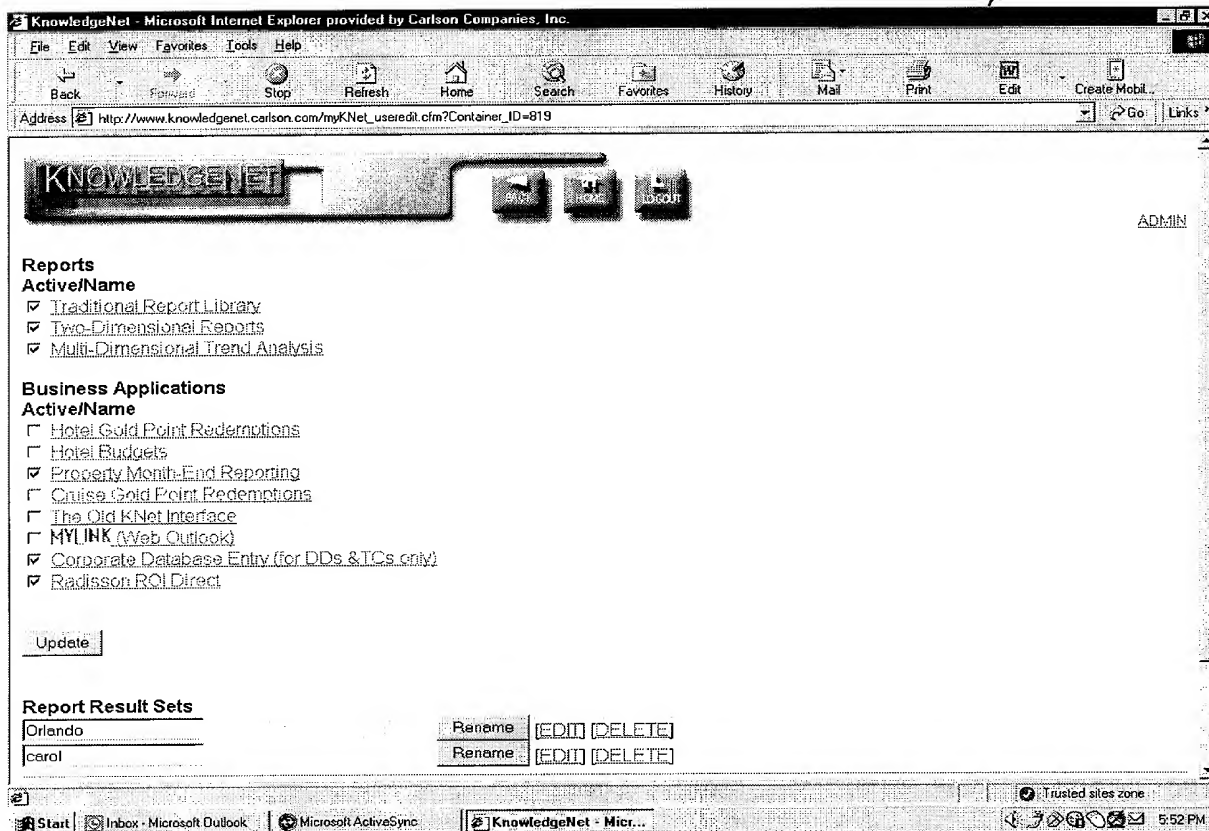 KnowledgeNet - Microsoft Internet Explorer provided by Carlson Companies, Inc.
File Edit View Favorites Tools Help
Back Forward Stop Refresh Home Search Favorites History Mail Print Edit Create Mobil...
Address http://www.knowledgenet.carlson.com/myKNet_useredit.cfm?Container_ID=819 Go Links
KNOWLEDGENET BACK HOME LOGOUT
ADMIN
Reports
Active/Name
Traditional Report Library
Two-Dimensional Reports
Multi-Dimensional Trend Analysis
Business Applications
Active/Name
Hotel Gold Point Redemptions
Hotel Budgets
Property Month-End Reporting
Cruise Gold Point Redemptions
The Old KNet Interface
MYLINK (Web Outlook)
Corporate Database Entry (for DDs &TCs only)
Radisson ROI Direct
Update
Report Result Sets
Orlando Rename [EDIT] [DELETE]
carol Rename [EDIT] [DELETE]
Trusted sites zone
Start Inbox - Microsoft Outlook Microsoft ActiveSync KnowledgeNet - Micr... 5:52 PM